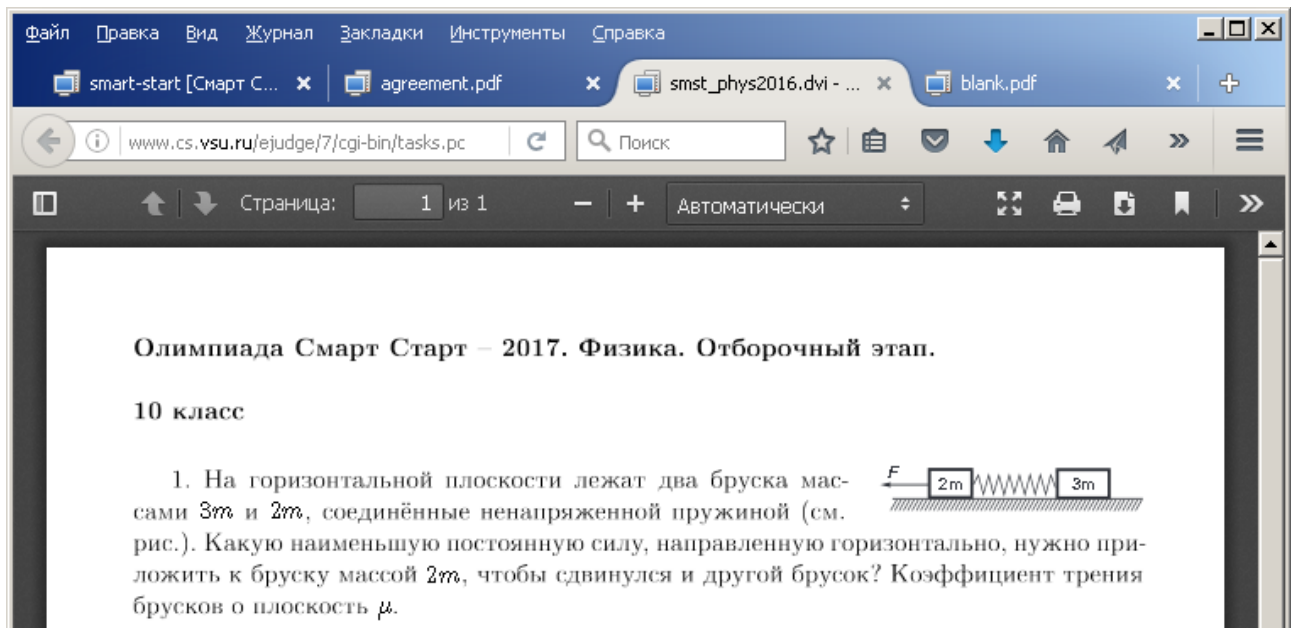 Файл Правка Вид Журнал Закладки Инструменты Справка
smart-start [Смарт С... agreement.pdf smst_phys2016.dvi - ... blank.pdf
www.cs.vsu.ru/ejudge/7/cgi-bin/tasks.pc Поиск
Страница: 1 из 1 Автоматически
Олимпиада Смарт Старт – 2017. Физика. Отборочный этап.
10 класс
1. На горизонтальной плоскости лежат два бруска мас-
сами 3m и 2m, соединённые ненапряженной пружиной (см.
рис.). Какую наименьшую постоянную силу, направленную горизонтально, нужно при-
ложить к бруску массой 2m, чтобы сдвинулся и другой брусок? Коэффициент трения
брусков о плоскость μ.
F 2m 3m